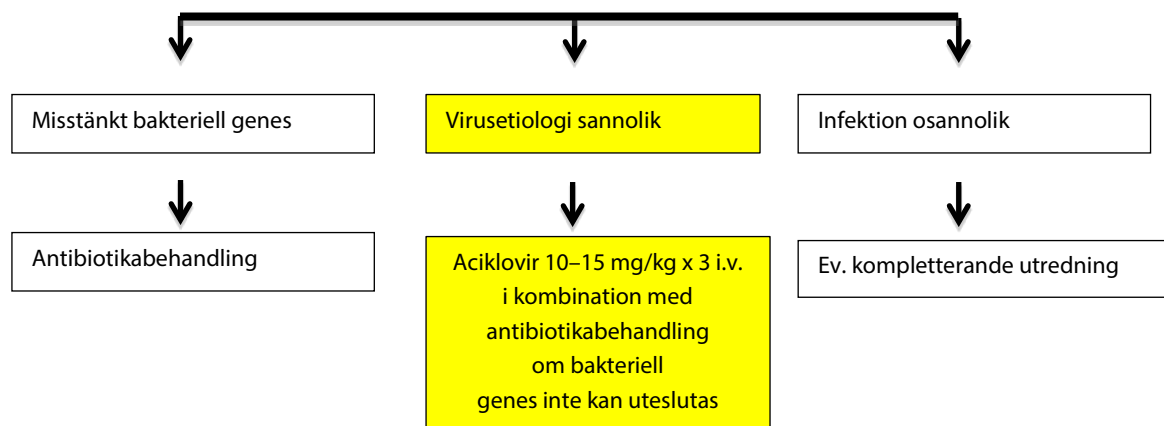 Misstänkt bakteriell genes
Virusetiologi sannolik
Infektion osannolik
Antibiotikabehandling
Aciklovir 10–15 mg/kg x 3 i.v.
i kombination med
antibiotikabehandling
om bakteriell
genes inte kan uteslutas
Ev. kompletterande utredning